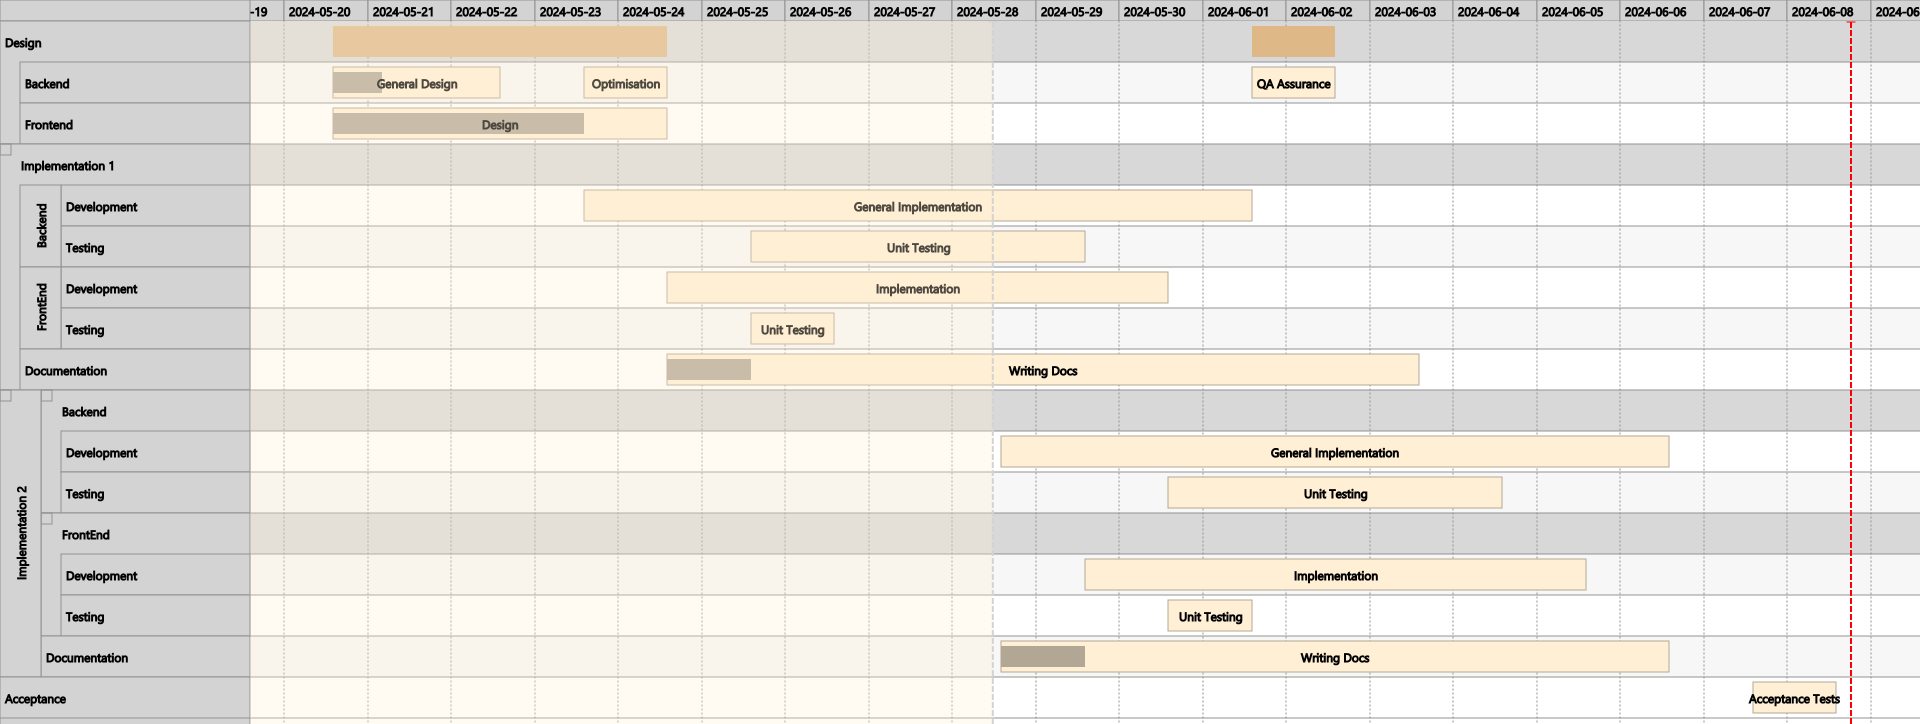 -19 2024-05-20 2024-05-21 2024-05-22 2024-05-23 2024-05-24 2024-05-25 2024-05-26 2024-05-27 2024-05-28 2024-05-29 2024-05-30 2024-06-01 2024-06-02 2024-06-03 2024-06-04 2024-06-05 2024-06-06 2024-06-07 2024-06-08 2024-06
Design
Backend General Design Optimisation QA Assurance
Frontend Design
Implementation 1
Backend
Development General Implementation
Testing Unit Testing
FrontEnd
Development Implementation
Testing Unit Testing
Documentation Writing Docs
Implementation 2
Backend
Development General Implementation
Testing Unit Testing
FrontEnd
Development Implementation
Testing Unit Testing
Documentation Writing Docs
Acceptance Acceptance Tests